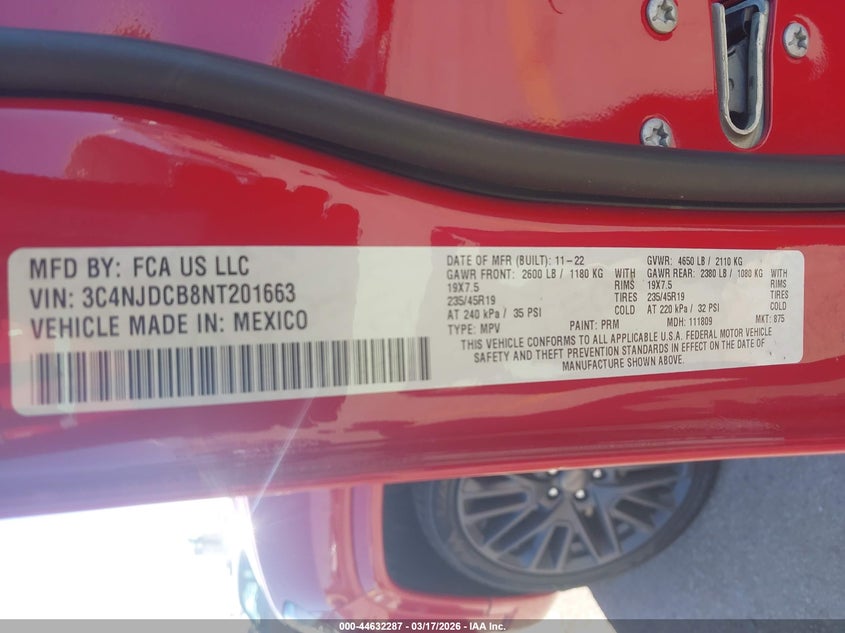 MFD BY: FCA US LLC
VIN: 3C4NJDCB8NT201663
VEHICLE MADE IN: MEXICO
DATE OF MFR (BUILT): 11-22 GVWR: 4650 LB / 2110 KG
GAWR FRONT: 2600 LB / 1180 KG WITH GAWR REAR: 2380 LB / 1080 KG WITH
19X7.5 RIMS 19X7.5 RIMS
235/45R19 TIRES 235/45R19 TIRES
AT 240 kPa / 35 PSI COLD AT 220 kPa / 32 PSI COLD
TYPE: MPV PAINT: PRM MDH: 111809 MKT: 875
THIS VEHICLE CONFORMS TO ALL APPLICABLE U.S.A. FEDERAL MOTOR VEHICLE
SAFETY AND THEFT PREVENTION STANDARDS IN EFFECT ON THE DATE OF
MANUFACTURE SHOWN ABOVE.
000-44632287 - 03/17/2026 - IAA Inc.